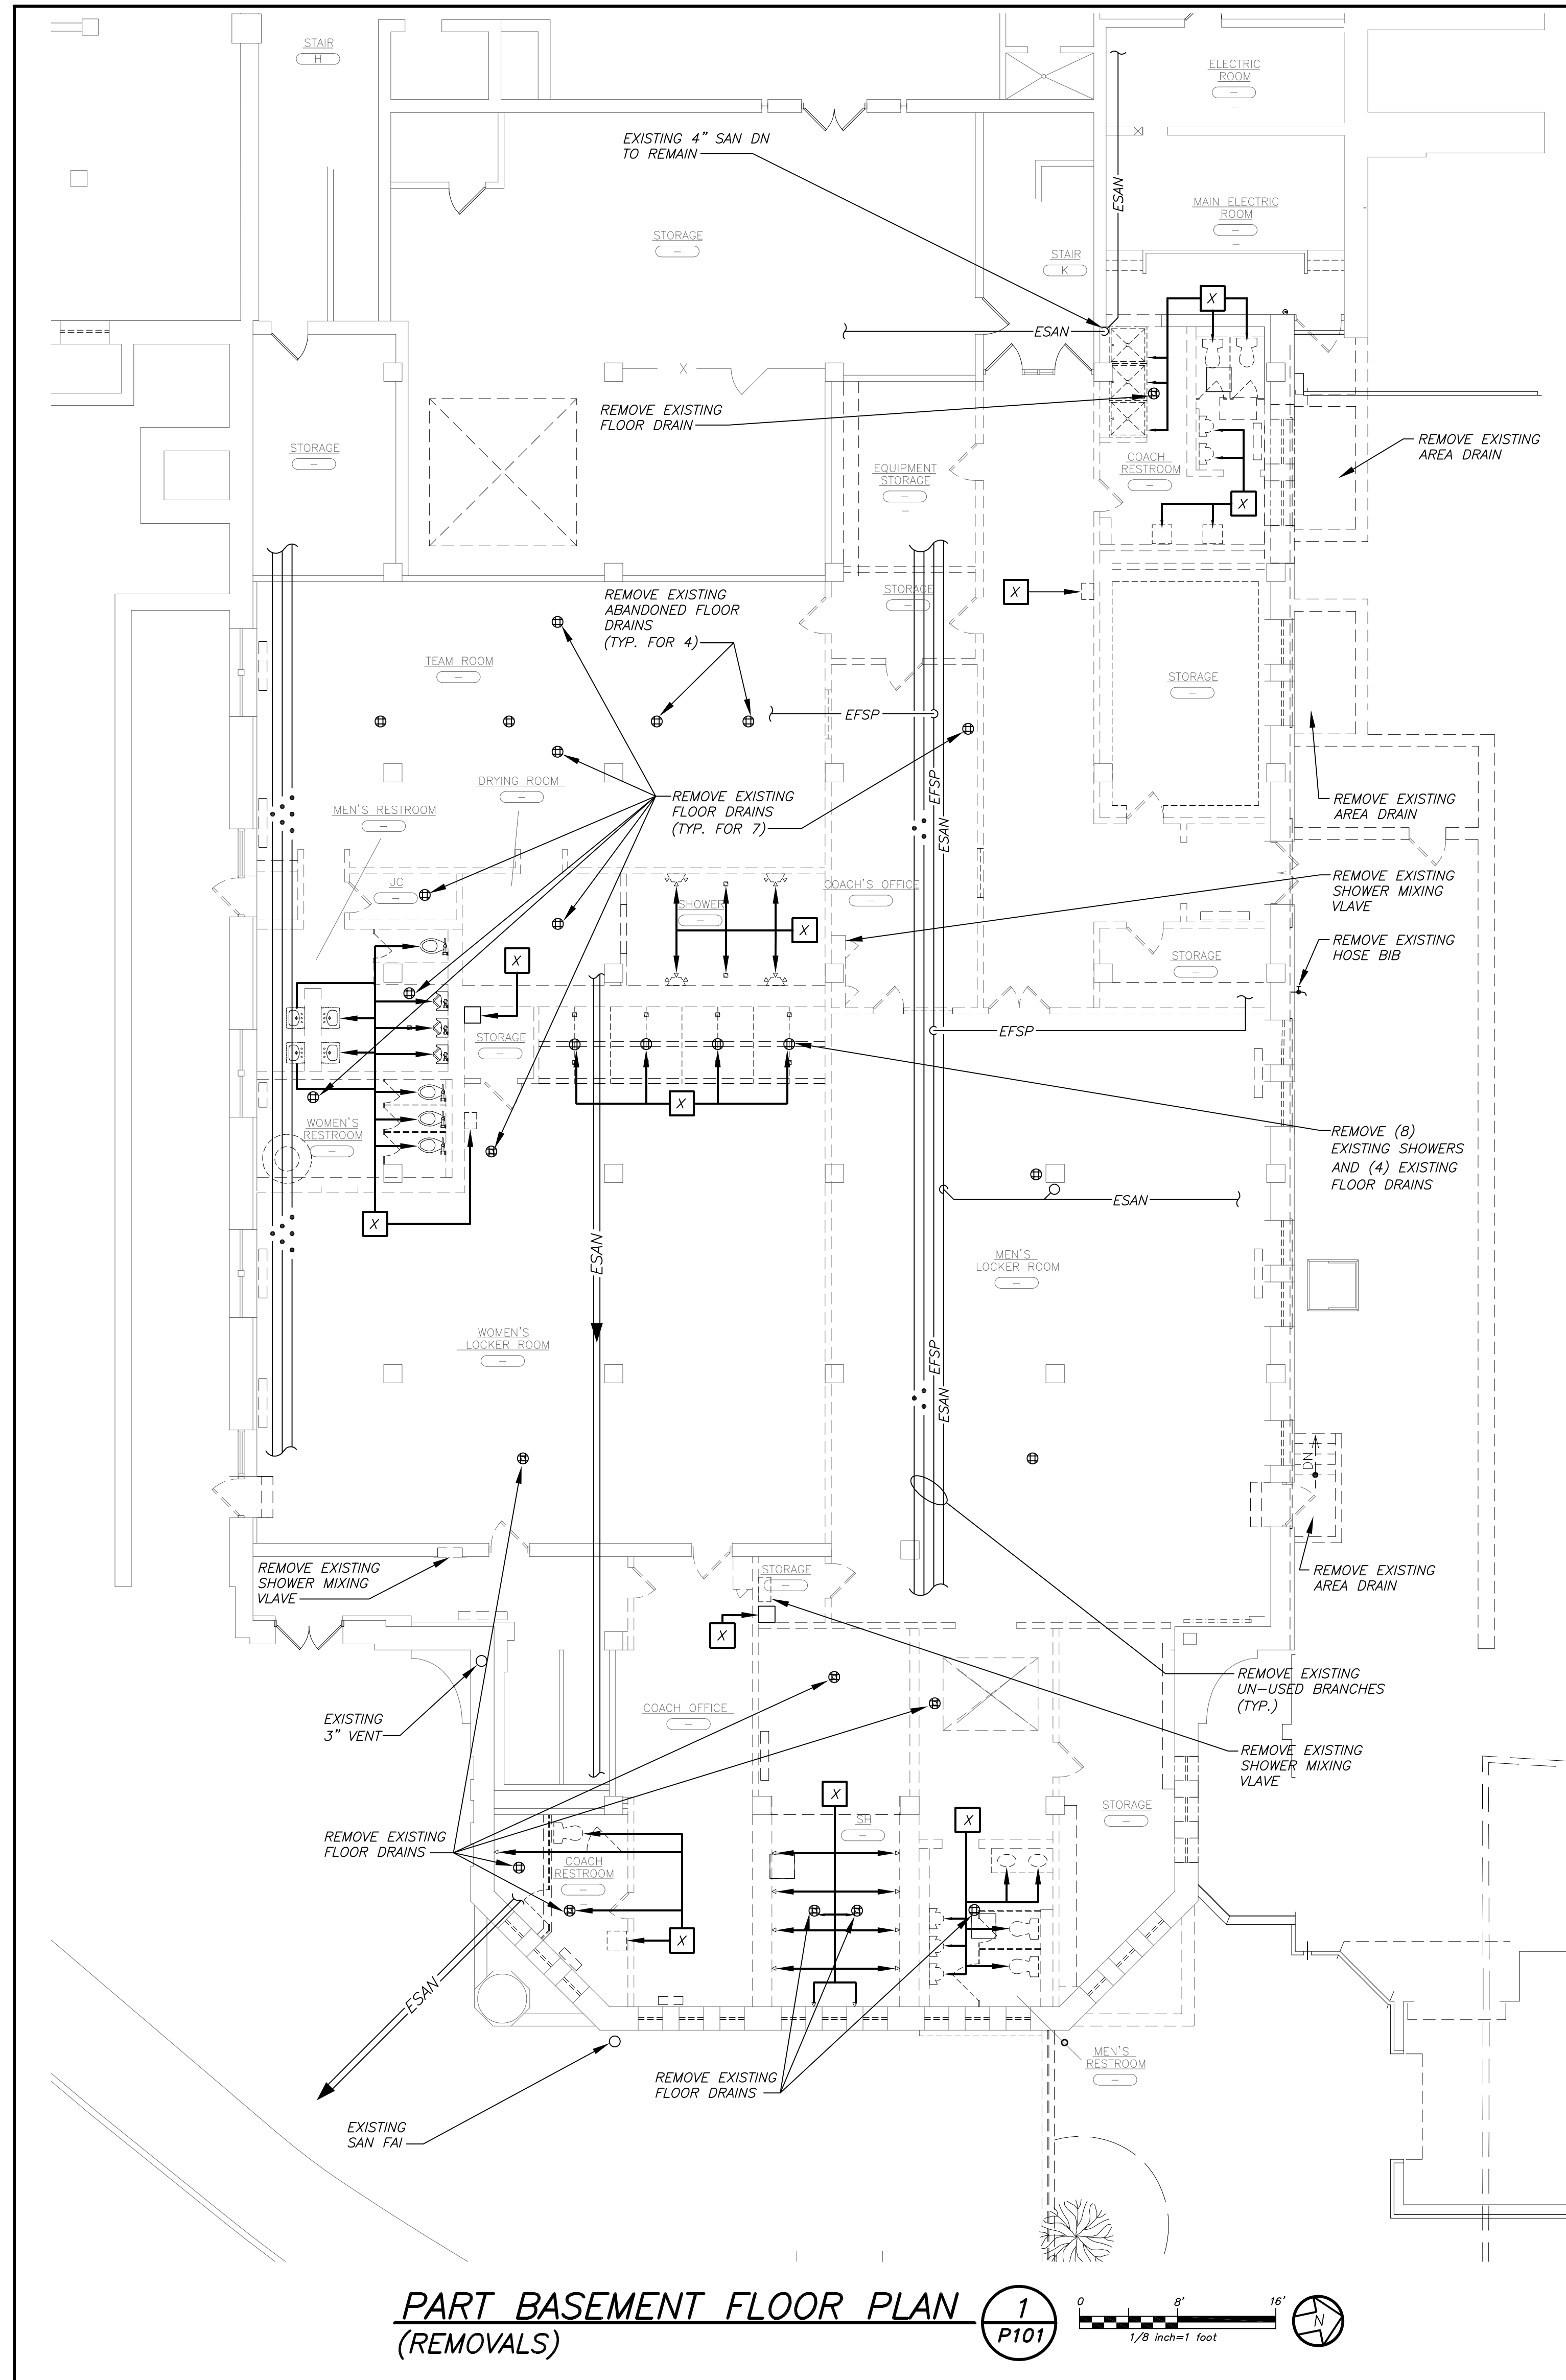 STAIR
H
ELECTRIC
ROOM
—
—
EXISTING 4" SAN DN
TO REMAIN
ESAN
MAIN ELECTRIC
ROOM
—
—
STORAGE
—
STAIR
K
X
ESAN
X
REMOVE EXISTING
FLOOR DRAIN
REMOVE EXISTING
AREA DRAIN
STORAGE
—
EQUIPMENT
STORAGE
—
—
COACH
RESTROOM
—
X
REMOVE EXISTING
ABANDONED FLOOR
DRAINS
(TYP. FOR 4)
STORAGE
—
X
TEAM ROOM
—
STORAGE
—
EFSP
DRYING ROOM
—
MEN'S RESTROOM
—
REMOVE EXISTING
FLOOR DRAINS
(TYP. FOR 7)
EFSP
ESAN
REMOVE EXISTING
AREA DRAIN
JC
—
SHOWER
—
COACH'S OFFICE
—
REMOVE EXISTING
SHOWER MIXING
VLAVE
X
X
STORAGE
—
REMOVE EXISTING
HOSE BIB
STORAGE
—
EFSP
X
WOMEN'S
RESTROOM
—
REMOVE (8)
EXISTING SHOWERS
AND (4) EXISTING
FLOOR DRAINS
X
ESAN
ESAN
MEN'S
LOCKER ROOM
—
WOMEN'S
LOCKER ROOM
—
EFSP
ESAN
DN
REMOVE EXISTING
SHOWER MIXING
VLAVE
STORAGE
—
REMOVE EXISTING
AREA DRAIN
X
REMOVE EXISTING
UN-USED BRANCHES
(TYP.)
EXISTING
3" VENT
COACH OFFICE
—
REMOVE EXISTING
SHOWER MIXING
VLAVE
X
SH
—
X
STORAGE
—
REMOVE EXISTING
FLOOR DRAINS
COACH
RESTROOM
—
—
X
ESAN
REMOVE EXISTING
FLOOR DRAINS
MEN'S
RESTROOM
—
EXISTING
SAN FAI
PART BASEMENT FLOOR PLAN
(REMOVALS)
1
P101
0 8' 16'
1/8 inch=1 foot
N